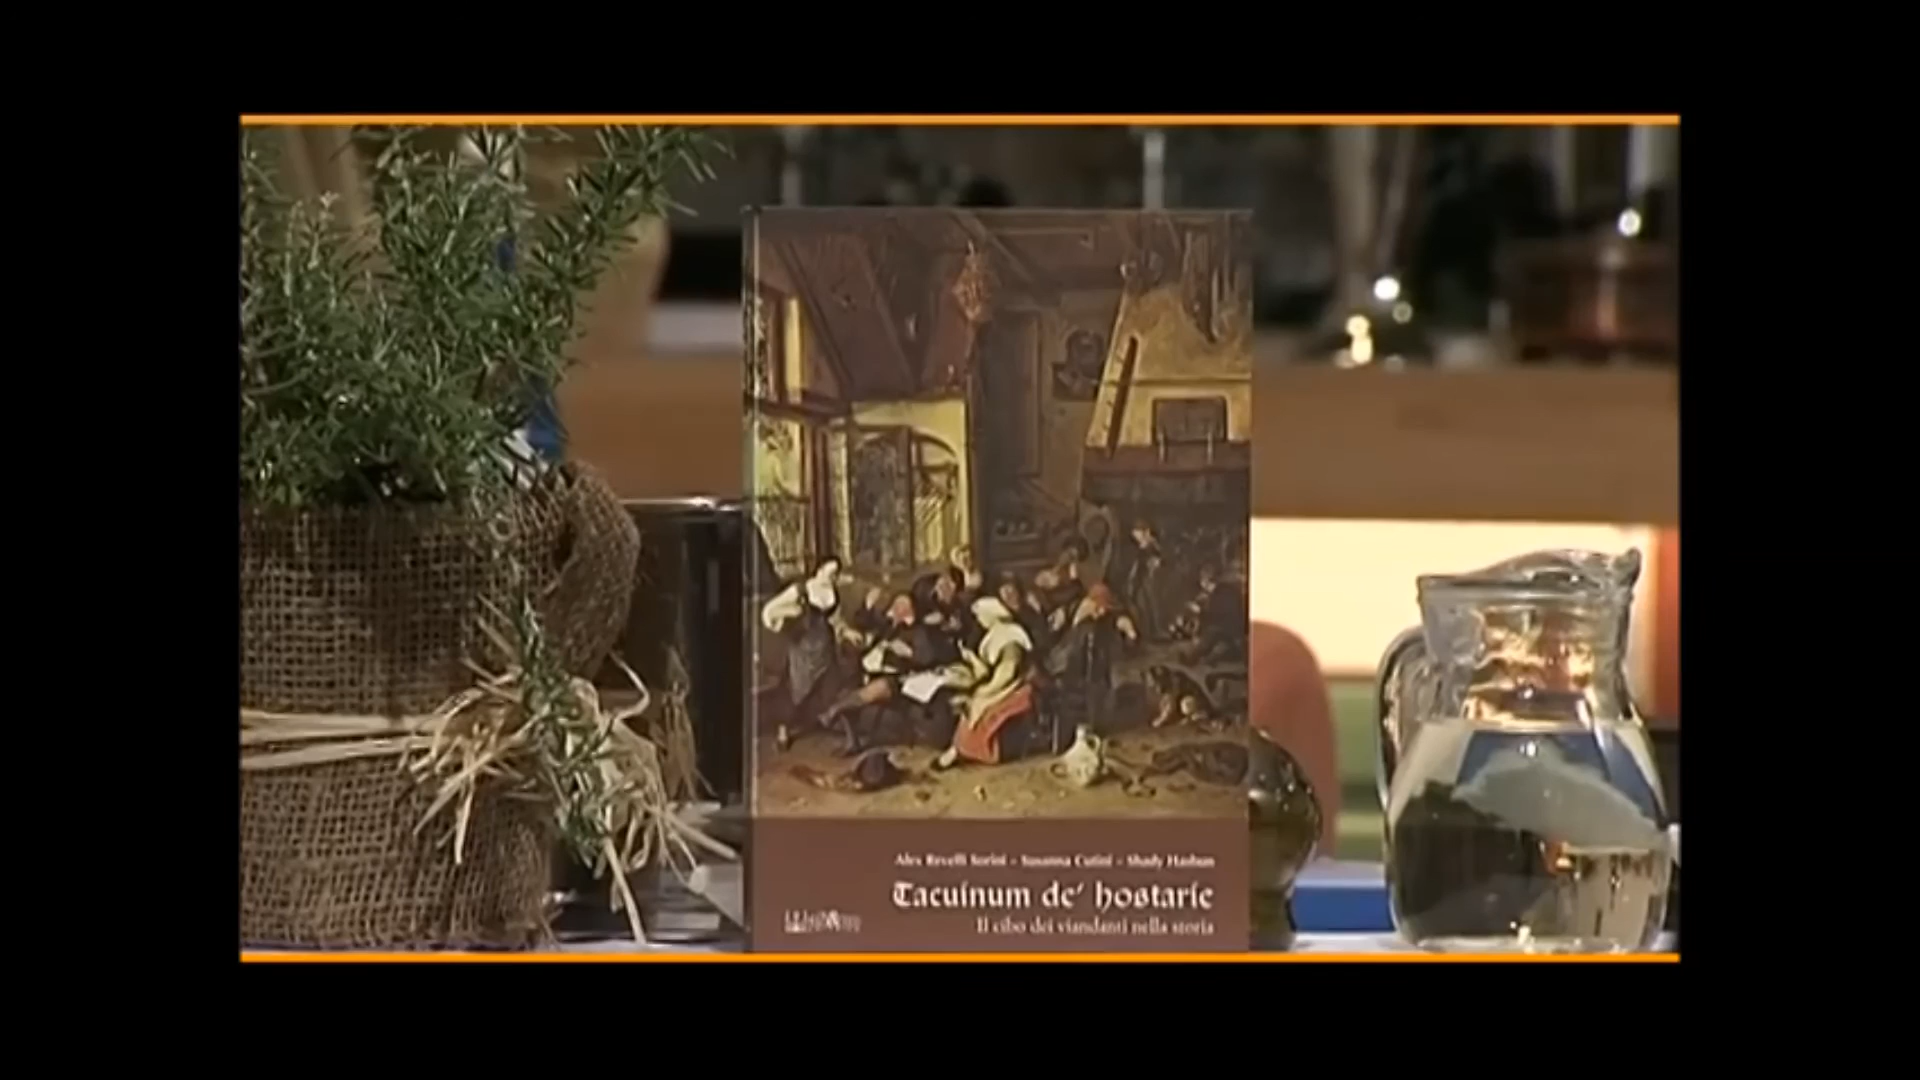 Alex Revelli Sorini – Susanna Cutini – Shady Hasbun
Tacuinum de' hostarie
Il cibo dei viandanti nella storia